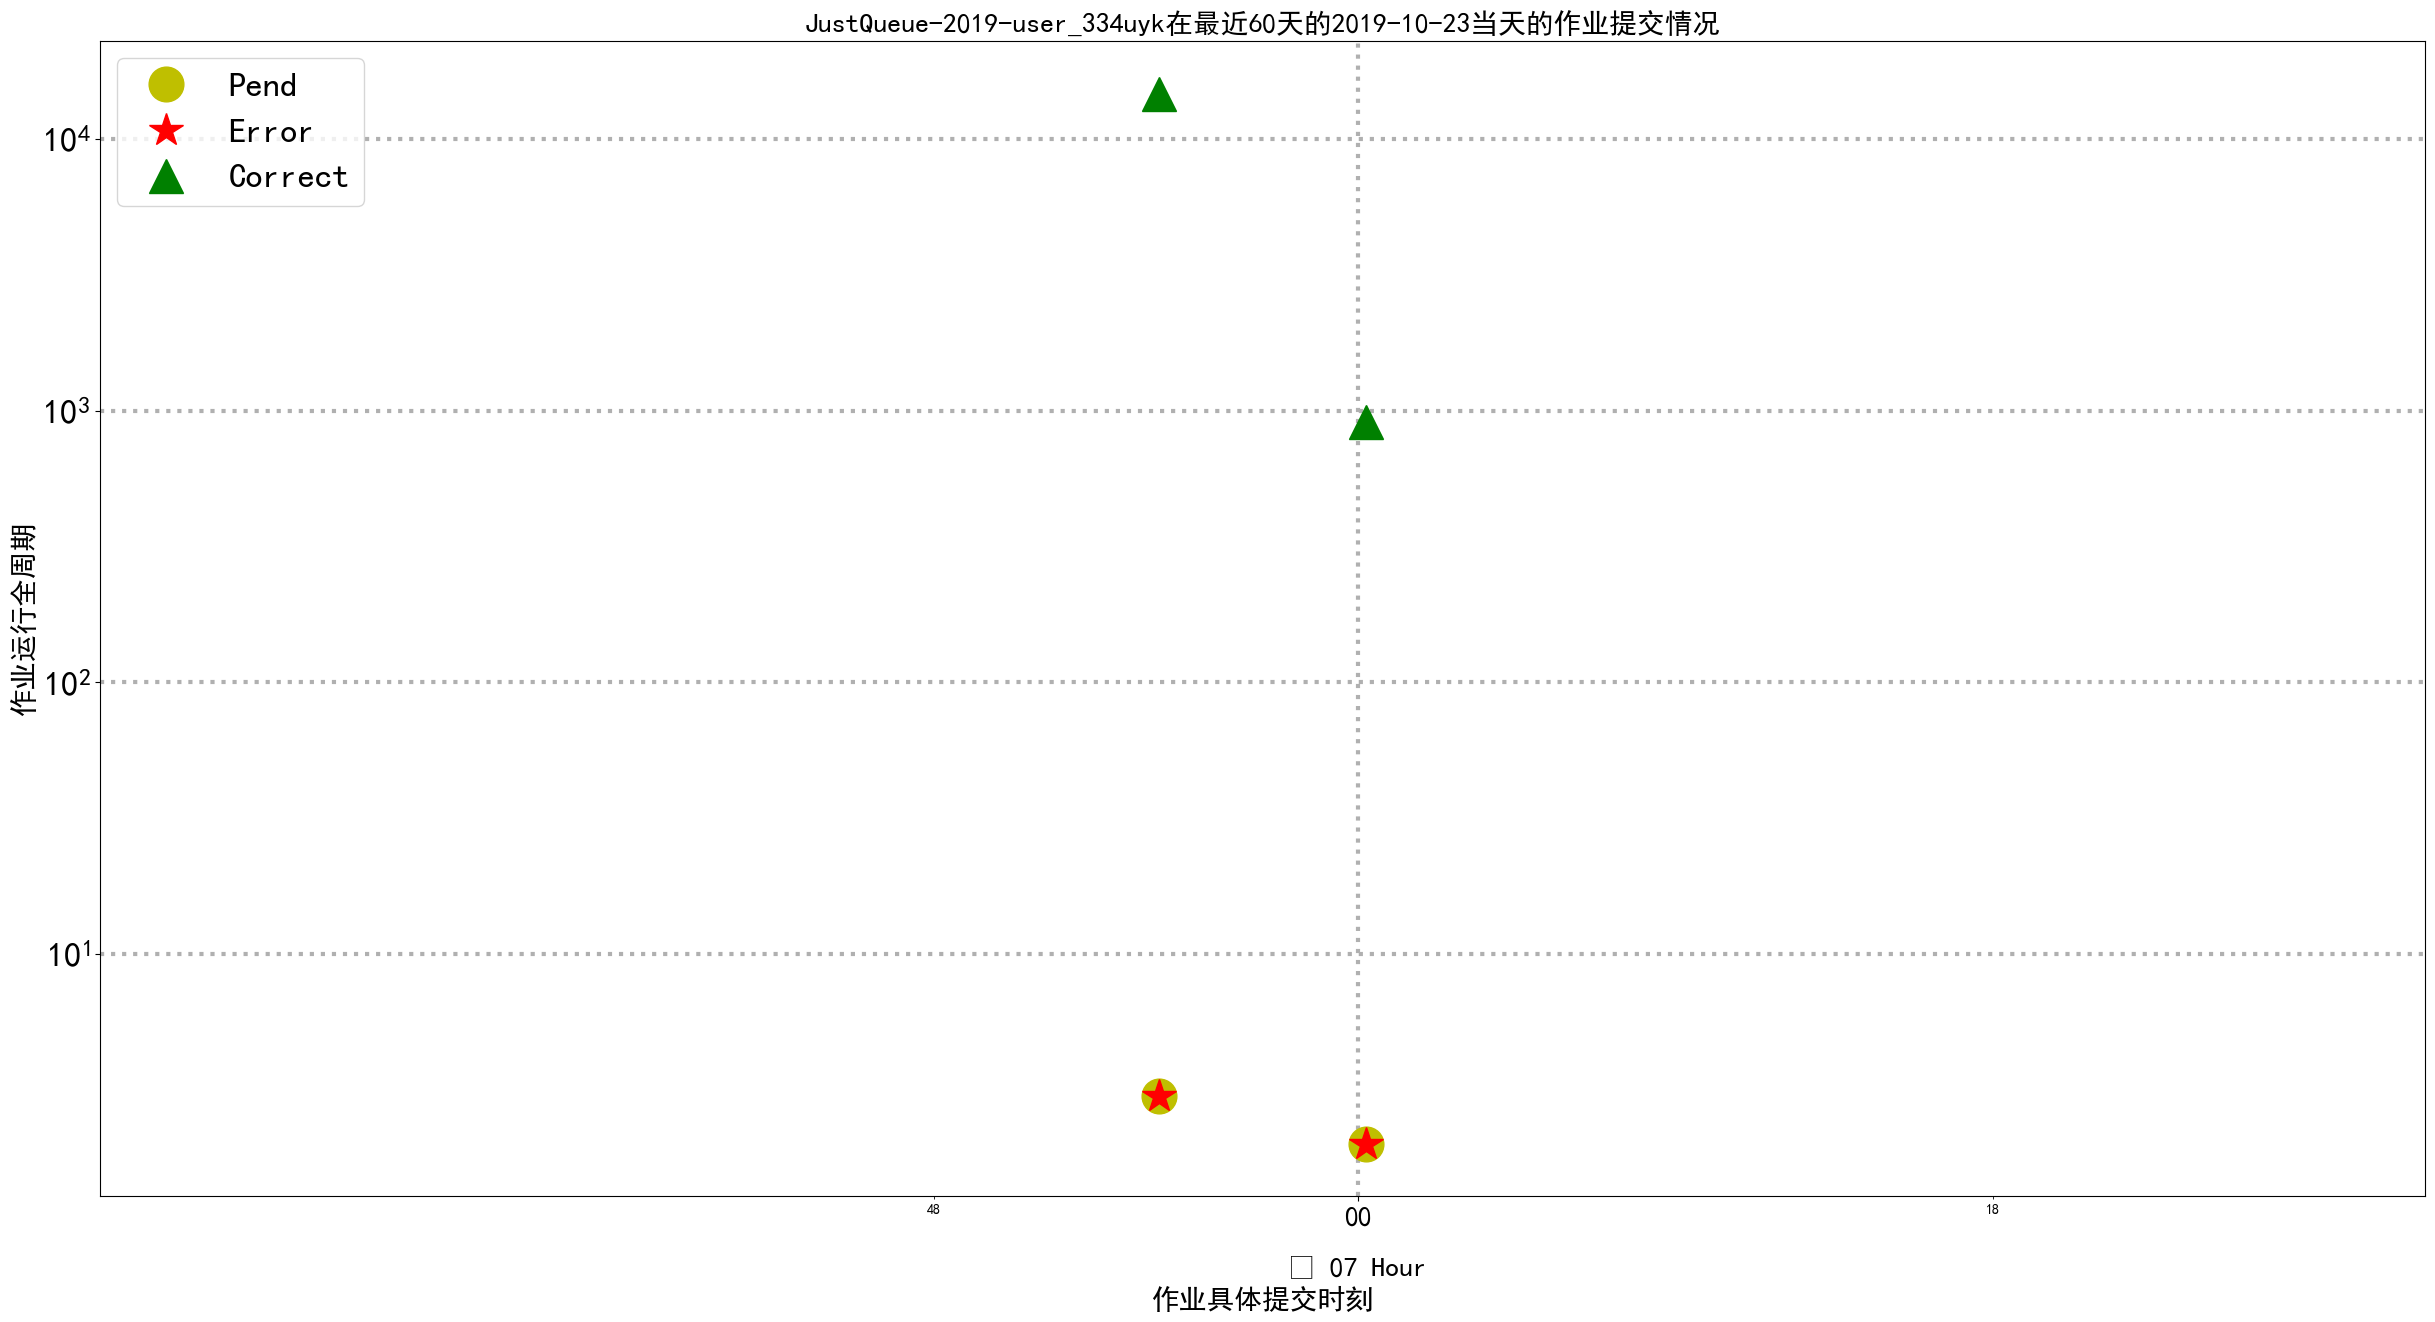 JustQueue-2019-user_334uyk在最近60天的2019-10-23当天的作业提交情况
Pend
Error
Correct
10⁴
10³
10²
10¹
作业运行全周期
48
00
18
□ 07 Hour
作业具体提交时刻